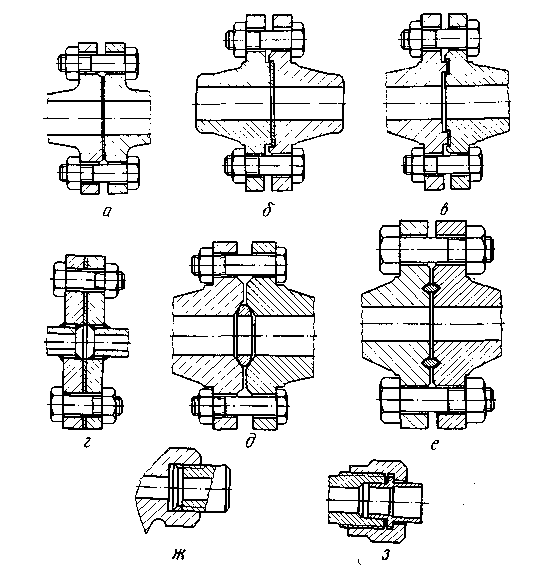 а б в
г д е
ж з